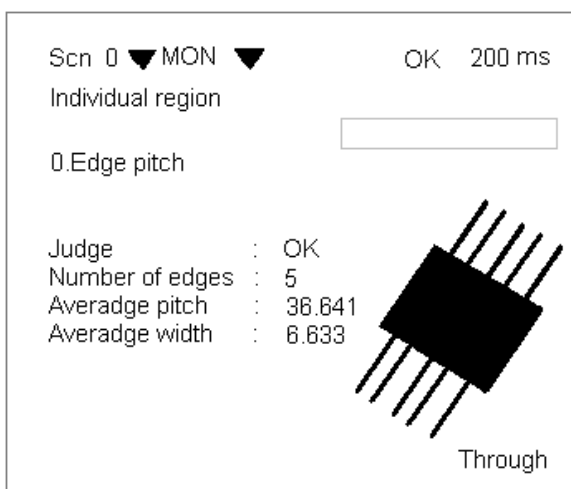 Scn 0 MON OK 200 ms
Individual region
0.Edge pitch
Judge : OK
Number of edges : 5
Averadge pitch : 36.641
Averadge width : 6.633
Through